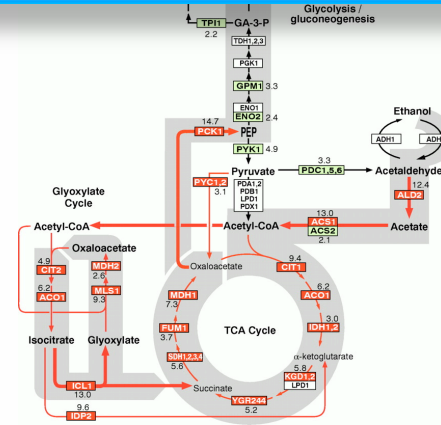 Glycolysis /
gluconeogenesis
TPI1
GA-3-P
2.2
TDH1,2,3
PGK1
GPM1 3.3
ENO1
ENO2 2.4
14.7
PCK1
PEP
PYK1 4.9
Ethanol
ADH1
ADH
3.3
Pyruvate
PDC1,5,6
Acetaldehyde
PYC1,2
3.1
PDA1,2
PDB1
LPD1
PDX1
12.4
ALD2
Glyoxylate
Cycle
13.0
ACS1
ACS2
2.1
Acetyl-CoA
Acetyl-CoA
Acetate
Oxaloacetate
4.9
CIT2
MDH2
2.6
Oxaloacetate
9.4
CIT1
6.2
ACO1
MLS1
9.3
MDH1
7.3
6.2
ACO1
FUM1
3.7
TCA Cycle
3.0
IDH1,2
Isocitrate
Glyoxylate
SDH1,2,3,4
5.6
α-ketoglutarate
5.8
KGD1,2
LPD1
ICL1
13.0
Succinate
YGR244
5.2
9.6
IDP2